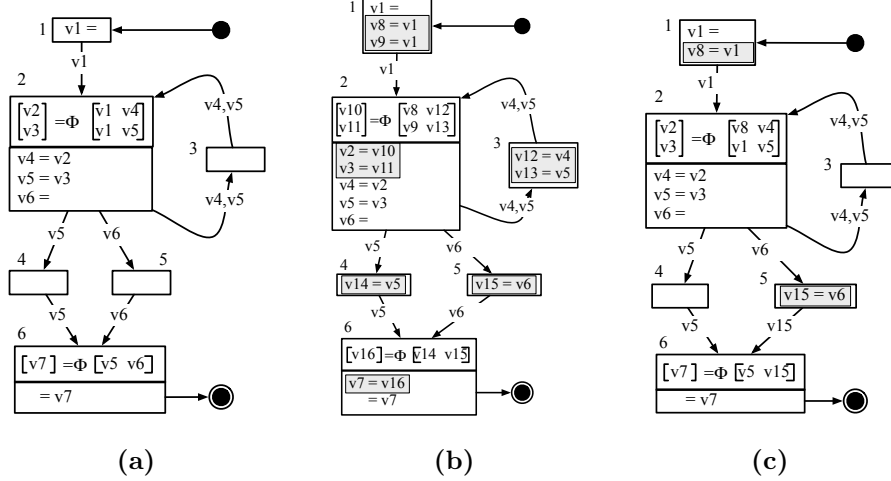 1
v1 =
v1
2
[v2 v3] =Φ [v1 v4 v1 v5]
v4 = v2
v5 = v3
v6 =
v4,v5
3
v4,v5
v5
v6
4
5
v5
v6
6
[v7] =Φ [v5 v6]
= v7
(a)
1
v1 =
v8 = v1
v9 = v1
v1
2
[v10 v11] =Φ [v8 v12 v9 v13]
v2 = v10
v3 = v11
v4 = v2
v5 = v3
v6 =
v4,v5
3
v12 = v4
v13 = v5
v4,v5
v5
v6
4
v14 = v5
5
v15 = v6
v5
v6
6
[v16] =Φ [v14 v15]
v7 = v16
= v7
(b)
1
v1 =
v8 = v1
v1
2
[v2 v3] =Φ [v8 v4 v1 v5]
v4 = v2
v5 = v3
v6 =
v4,v5
3
v4,v5
v5
v6
4
5
v15 = v6
v5
v15
6
[v7] =Φ [v5 v15]
= v7
(c)